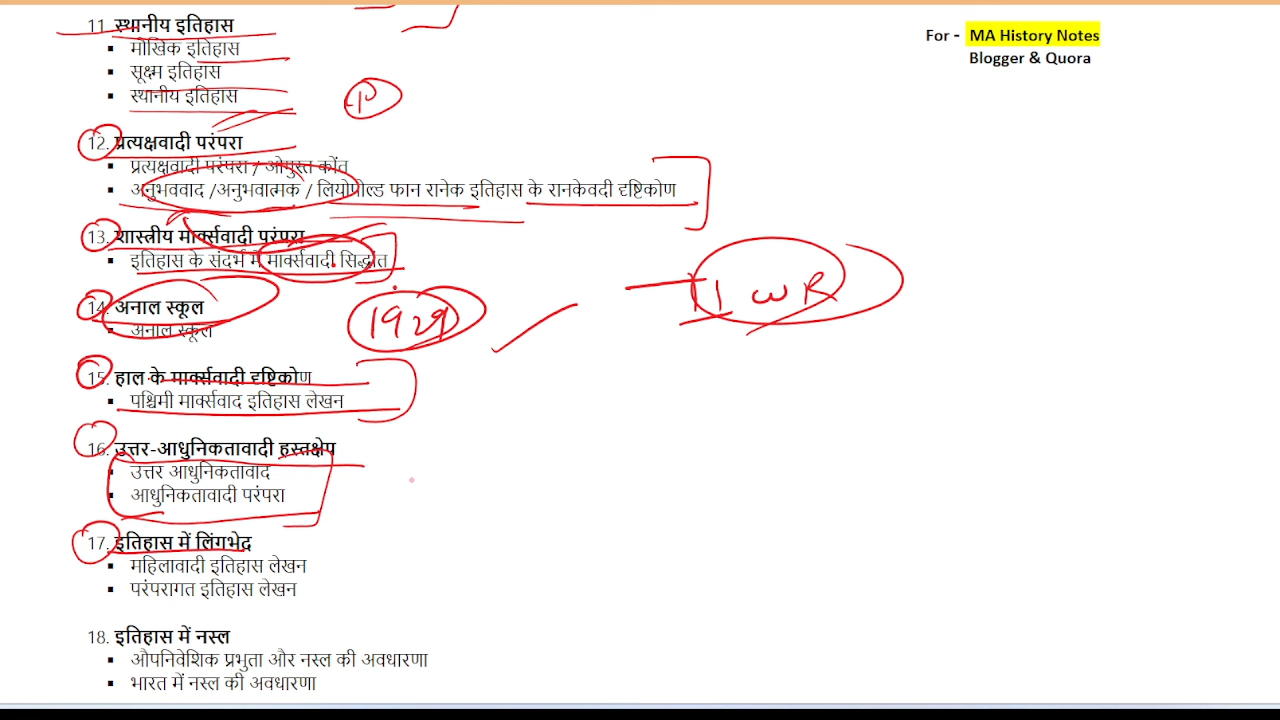 11. स्थानीय इतिहास
For - MA History Notes
▪ मौखिक इतिहास
Blogger & Quora
▪ सूक्ष्म इतिहास
▪ स्थानीय इतिहास
P
12. प्रत्यक्षवादी परंपरा
▪ प्रत्यक्षवादी परंपरा / ओगुस्त कोंत
▪ अनुभववाद /अनुभवात्मक / लियोपोल्ड फान रानेक इतिहास के रानकेवदी दृष्टिकोण
13. शास्त्रीय मार्क्सवादी परंपरा
▪ इतिहास के संदर्भ में मार्क्सवादी सिद्धांत
II WR
14. अनाल स्कूल
1929
▪ अनाल स्कूल
15. हाल के मार्क्सवादी दृष्टिकोण
▪ पश्चिमी मार्क्सवाद इतिहास लेखन
16. उत्तर-आधुनिकतावादी हस्तक्षेप
▪ उत्तर आधुनिकतावाद
▪ आधुनिकतावादी परंपरा
17. इतिहास में लिंगभेद
▪ महिलावादी इतिहास लेखन
▪ परंपरागत इतिहास लेखन
18. इतिहास में नस्ल
▪ औपनिवेशिक प्रभुता और नस्ल की अवधारणा
▪ भारत में नस्ल की अवधारणा